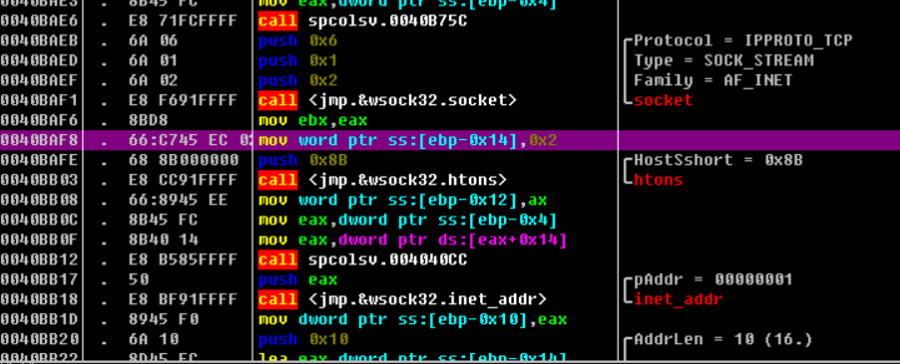 0040BAE3 . 8B45 FC mov eax,dword ptr ss:[ebp-0x4]
0040BAE6 . E8 71FCFFFF call spcolsv.0040B75C
0040BAEB . 6A 06 push 0x6 Protocol = IPPROTO_TCP
0040BAED . 6A 01 push 0x1 Type = SOCK_STREAM
0040BAEF . 6A 02 push 0x2 Family = AF_INET
0040BAF1 . E8 F691FFFF call <jmp.&wsock32.socket> socket
0040BAF6 . 8BD8 mov ebx,eax
0040BAF8 . 66:C745 EC 02 mov word ptr ss:[ebp-0x14],0x2
0040BAFE . 68 8B000000 push 0x8B HostSshort = 0x8B
0040BB03 . E8 CC91FFFF call <jmp.&wsock32.htons> htons
0040BB08 . 66:8945 EE mov word ptr ss:[ebp-0x12],ax
0040BB0C . 8B45 FC mov eax,dword ptr ss:[ebp-0x4]
0040BB0F . 8B40 14 mov eax,dword ptr ds:[eax+0x14]
0040BB12 . E8 B585FFFF call spcolsv.004040CC
0040BB17 . 50 push eax pAddr = 00000001
0040BB18 . E8 BF91FFFF call <jmp.&wsock32.inet_addr> inet_addr
0040BB1D . 8945 F0 mov dword ptr ss:[ebp-0x10],eax
0040BB20 . 6A 10 push 0x10 AddrLen = 10 (16.)
0040BB22 . 8D45 EC lea eax,dword ptr ss:[ebp-0x14]